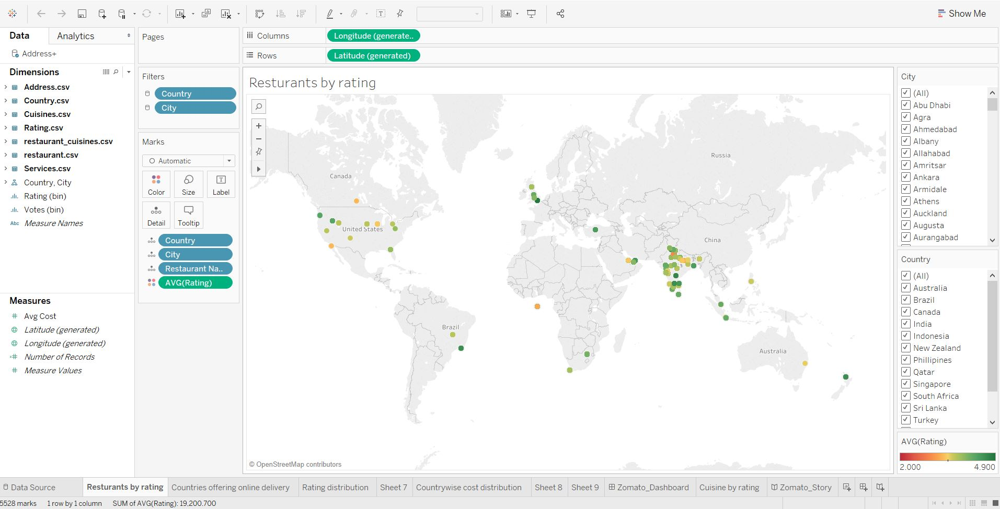 Show Me
Data
Analytics
Address+
Dimensions
Address.csv
Country.csv
Cuisines.csv
Rating.csv
restaurant_cuisines.csv
restaurant.csv
Services.csv
Country, City
Rating (bin)
Votes (bin)
Abc Measure Names
Measures
Avg Cost
Latitude (generated)
Longitude (generated)
Number of Records
Measure Values
Pages
Filters
Country
City
Marks
Automatic
Color
Size
Label
Detail
Tooltip
Country
City
Restaurant Na..
AVG(Rating)
Columns
Longitude (generate..
Rows
Latitude (generated)
Resturants by rating
Canada
United States
Brazil
Russia
China
Australia
© OpenStreetMap contributors
City
(All)
Abu Dhabi
Agra
Ahmedabad
Albany
Allahabad
Amritsar
Ankara
Armidale
Athens
Auckland
Augusta
Aurangabad
Country
(All)
Australia
Brazil
Canada
India
Indonesia
New Zealand
Phillipines
Qatar
Singapore
South Africa
Sri Lanka
Turkey
AVG(Rating)
2.000 4.900
Data Source
Resturants by rating
Countries offering online delivery
Rating distribution
Sheet 7
Countrywise cost distribution
Sheet 8
Sheet 9
Zomato_Dashboard
Cuisine by rating
Zomato_Story
5528 marks
1 row by 1 column
SUM of AVG(Rating): 19,200.700